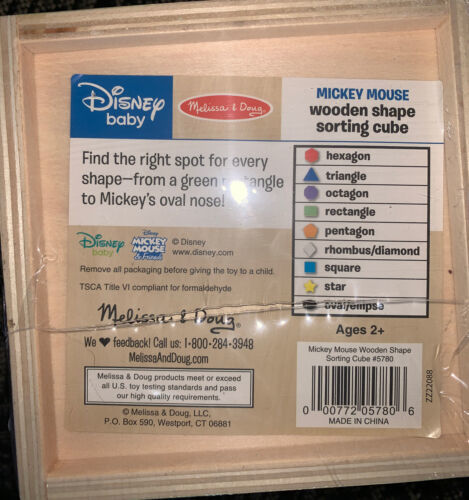 Disney
baby
Melissa & Doug
MICKEY MOUSE
wooden shape
sorting cube
Find the right spot for every
shape—from a green rectangle
to Mickey's oval nose!
hexagon
triangle
octagon
rectangle
pentagon
rhombus/diamond
square
star
oval/ellipse
Disney
baby
Disney
MICKEY
MOUSE
& Friends
© Disney
www.disney.com
Remove all packaging before giving the toy to a child.
TSCA Title VI compliant for formaldehyde
Melissa & Doug
We ♥ feedback! Call us: 1-800-284-3948
MelissaAndDoug.com
Melissa & Doug products meet or exceed
all U.S. toy testing standards and pass
our high quality requirements.
© Melissa & Doug, LLC,
P.O. Box 590, Westport, CT 06881
Ages 2+
Mickey Mouse Wooden Shape
Sorting Cube #5780
0 00772 05780 6
MADE IN CHINA
ZZ22088